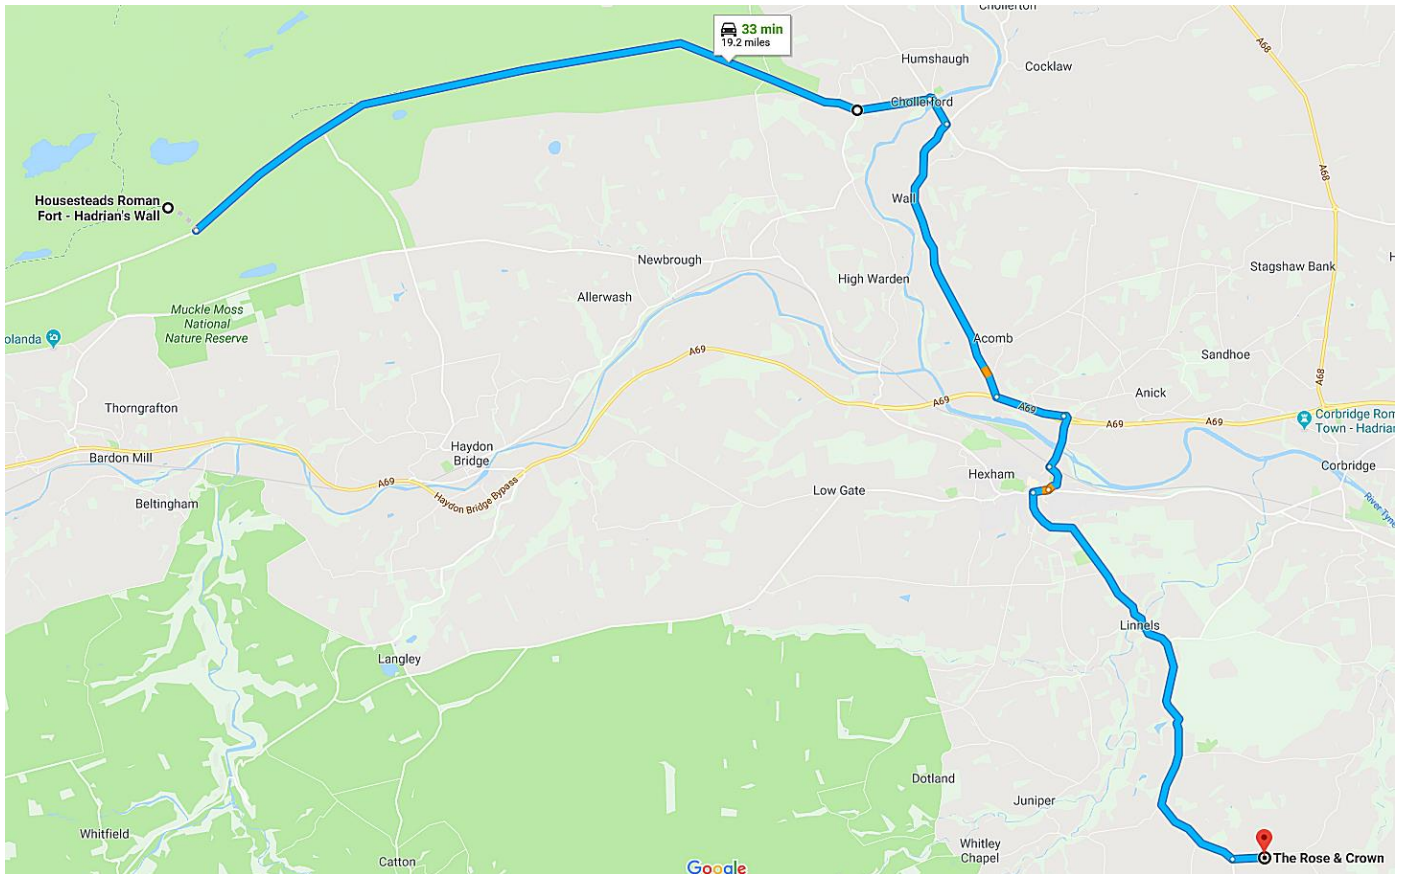 Chollerton
A68
33 min
19.2 miles
Humshaugh
Cocklaw
Chollerford
A68
Housesteads Roman
Fort - Hadrian's Wall
Wall
Newbrough
High Warden
Stagshaw Bank
H
Allerwash
Muckle Moss
National
Nature Reserve
olanda
Acomb
A69
Sandhoe
A68
Anick
Thorngrafton
A69
A69
A69
A69
Corbridge Rom
Town - Hadrian
Haydon
Bridge
Bardon Mill
Hexham
Corbridge
A69
Low Gate
Haydon Bridge Bypass
Beltingham
River Tyne
Linnels
Langley
Dotland
Juniper
Whitfield
Whitley
Chapel
Catton
The Rose & Crown
Google